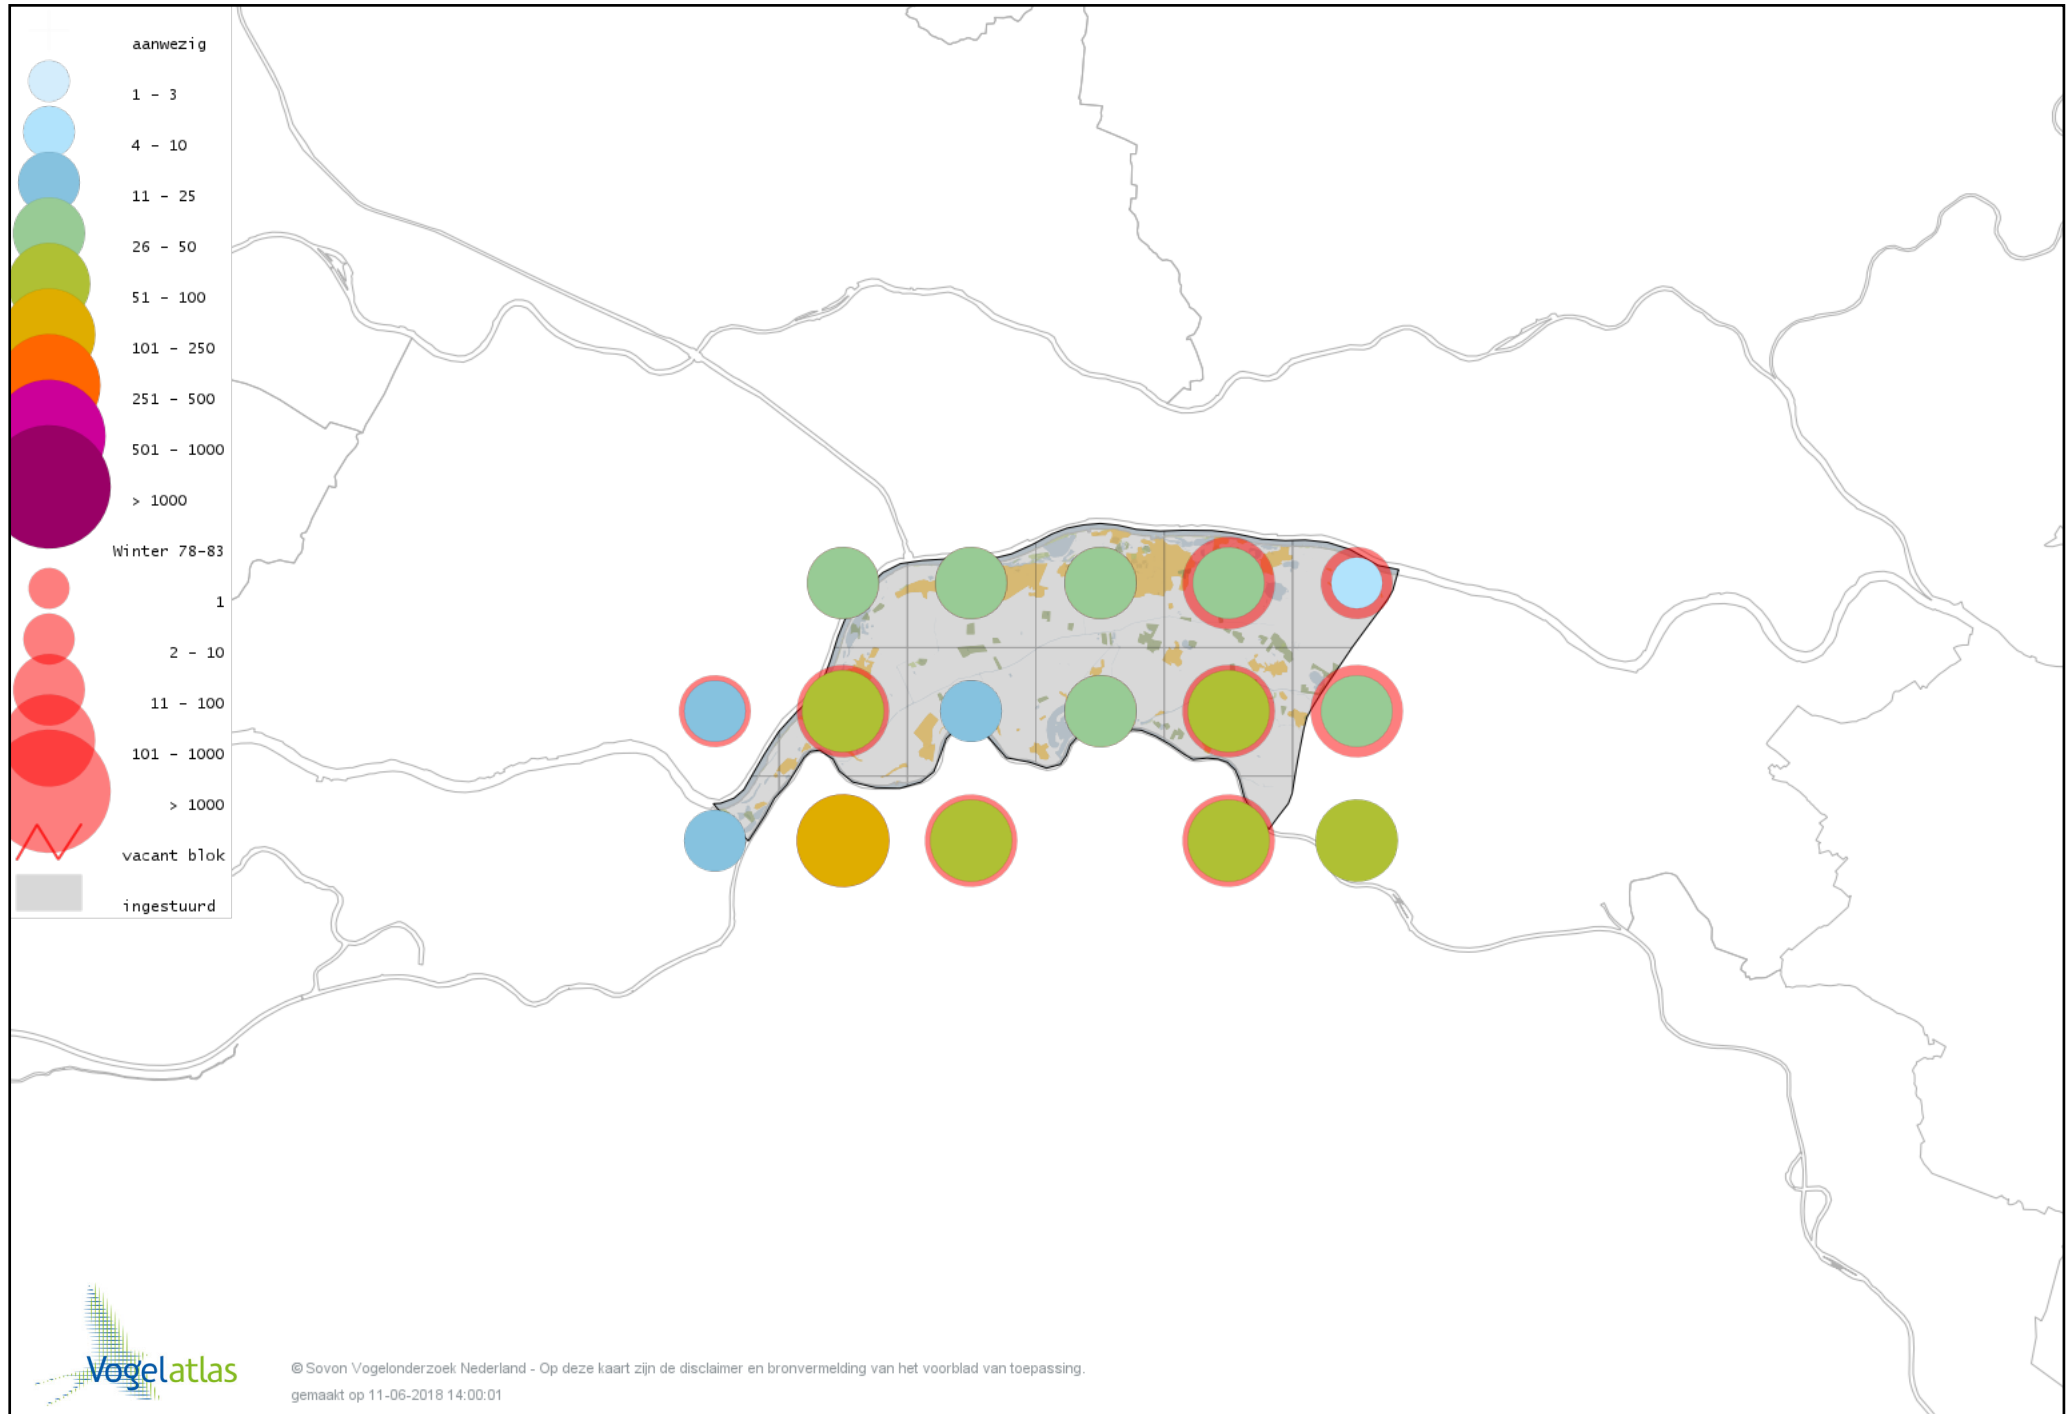 aanwezig
1 - 3
4 - 10
11 - 25
26 - 50
51 - 100
101 - 250
251 - 500
501 - 1000
> 1000
Winter 78-83
1
2 - 10
11 - 100
101 - 1000
> 1000
vacant blok
ingestuurd
Vogelatlas
© Sovon Vogelonderzoek Nederland - Op deze kaart zijn de disclaimer en bronvermelding van het voorblad van toepassing.
gemaakt op 11-06-2018 14:00:01